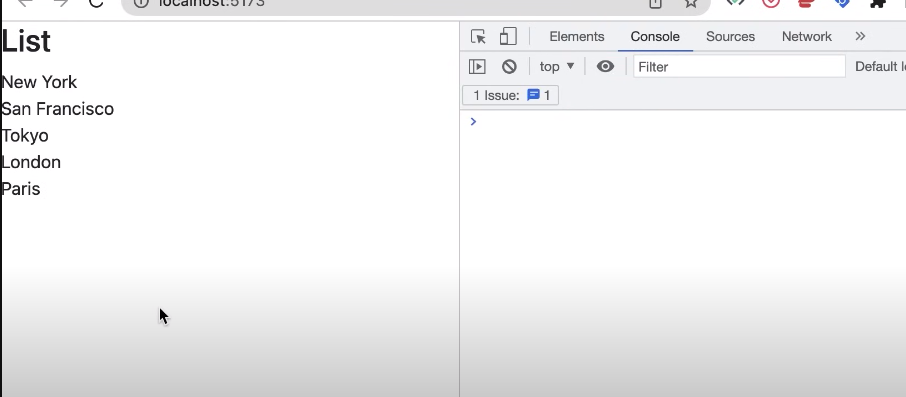 localhost:5173
List
New York
San Francisco
Tokyo
London
Paris
Elements Console Sources Network »
top ▼ Filter Default l
1 Issue: 1
>